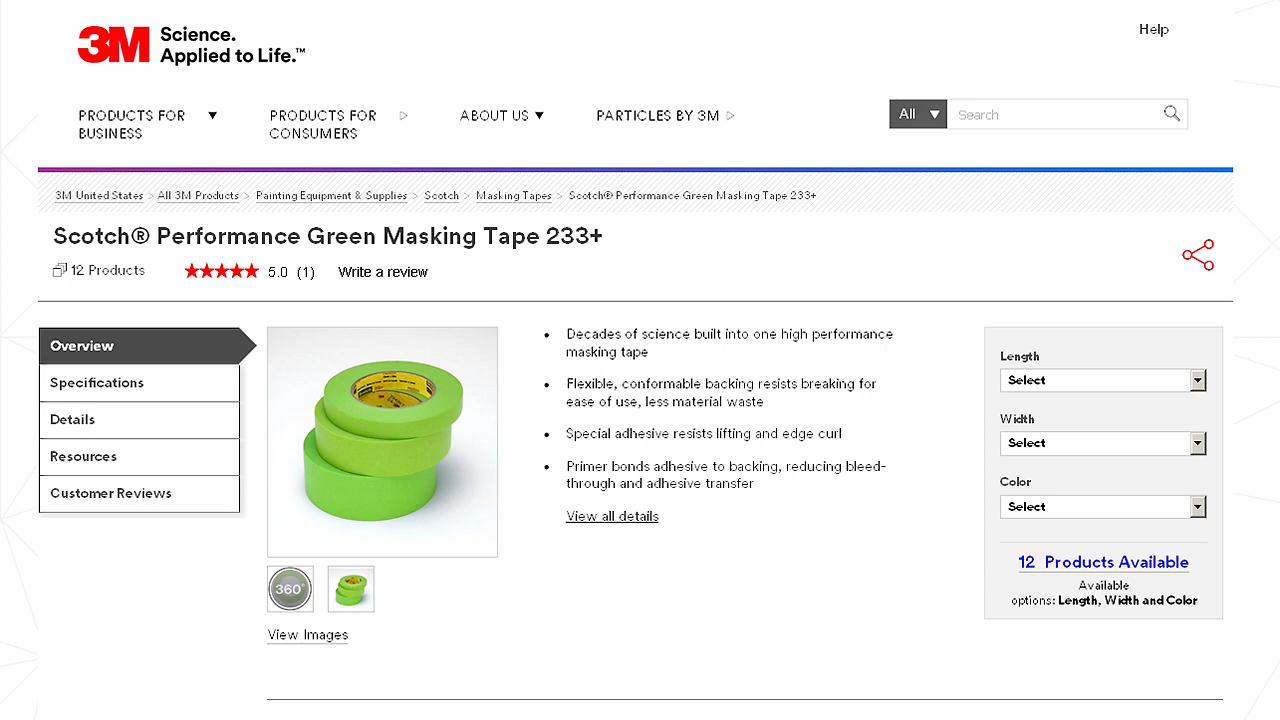 3M Science.
Applied to Life.™
Help
PRODUCTS FOR
BUSINESS
PRODUCTS FOR
CONSUMERS
ABOUT US
PARTICLES BY 3M
All
Search
3M United States > All 3M Products > Painting Equipment & Supplies > Scotch > Masking Tapes > Scotch® Performance Green Masking Tape 233+
Scotch® Performance Green Masking Tape 233+
12 Products
5.0 (1)
Write a review
Overview
Specifications
Details
Resources
Customer Reviews
• Decades of science built into one high performance
masking tape
• Flexible, conformable backing resists breaking for
ease of use, less material waste
• Special adhesive resists lifting and edge curl
• Primer bonds adhesive to backing, reducing bleed-
through and adhesive transfer
View all details
360°
View Images
Length
Select
Width
Select
Color
Select
12 Products Available
Available
options: Length, Width and Color